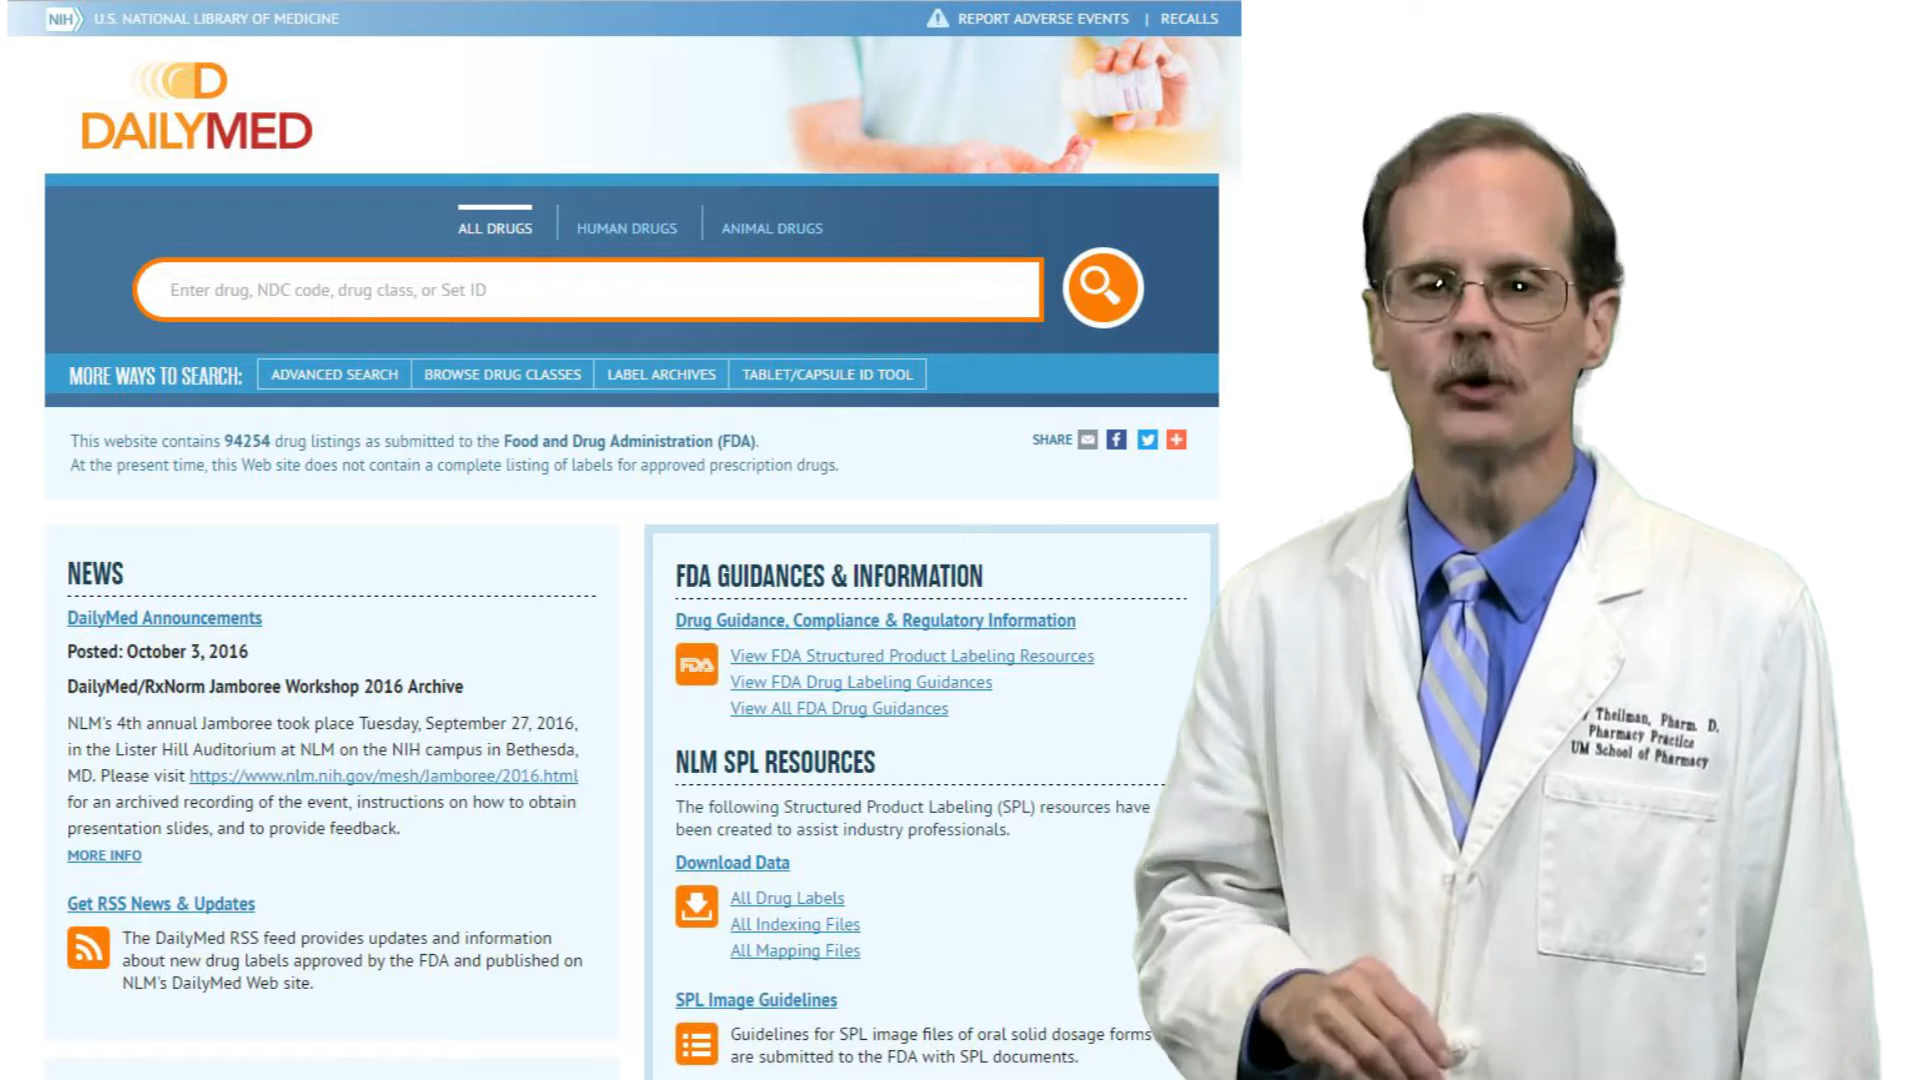 NIH U.S. NATIONAL LIBRARY OF MEDICINE
REPORT ADVERSE EVENTS | RECALLS
D
DAILYMED
ALL DRUGS
HUMAN DRUGS
ANIMAL DRUGS
Enter drug, NDC code, drug class, or Set ID
MORE WAYS TO SEARCH:
ADVANCED SEARCH
BROWSE DRUG CLASSES
LABEL ARCHIVES
TABLET/CAPSULE ID TOOL
This website contains 94254 drug listings as submitted to the Food and Drug Administration (FDA).
At the present time, this Web site does not contain a complete listing of labels for approved prescription drugs.
SHARE
NEWS
DailyMed Announcements
Posted: October 3, 2016
DailyMed/RxNorm Jamboree Workshop 2016 Archive
NLM's 4th annual Jamboree took place Tuesday, September 27, 2016,
in the Lister Hill Auditorium at NLM on the NIH campus in Bethesda,
MD. Please visit https://www.nlm.nih.gov/mesh/Jamboree/2016.html
for an archived recording of the event, instructions on how to obtain
presentation slides, and to provide feedback.
MORE INFO
Get RSS News & Updates
The DailyMed RSS feed provides updates and information
about new drug labels approved by the FDA and published on
NLM's DailyMed Web site.
FDA GUIDANCES & INFORMATION
Drug Guidance, Compliance & Regulatory Information
FDA
View FDA Structured Product Labeling Resources
View FDA Drug Labeling Guidances
View All FDA Drug Guidances
NLM SPL RESOURCES
The following Structured Product Labeling (SPL) resources have
been created to assist industry professionals.
Download Data
All Drug Labels
All Indexing Files
All Mapping Files
SPL Image Guidelines
Guidelines for SPL image files of oral solid dosage forms
are submitted to the FDA with SPL documents.
Theilman, Pharm. D.
Pharmacy Practice
UM School of Pharmacy